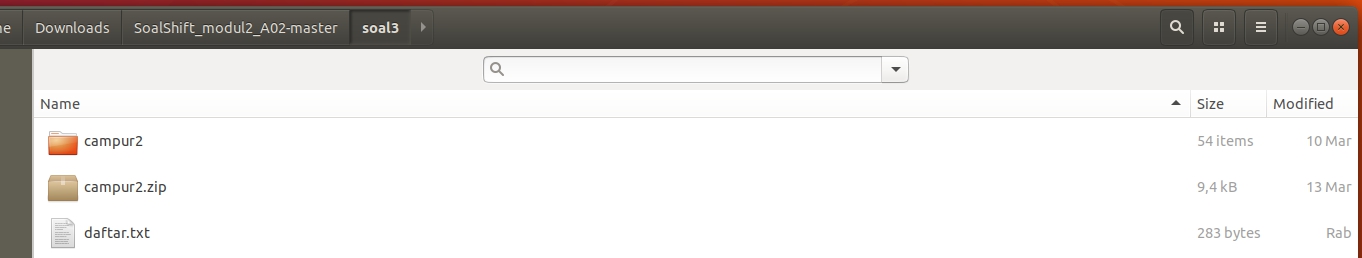 ne Downloads SoalShift_modul2_A02-master soal3
Name Size Modified
campur2 54 items 10 Mar
campur2.zip 9,4 kB 13 Mar
daftar.txt 283 bytes Rab